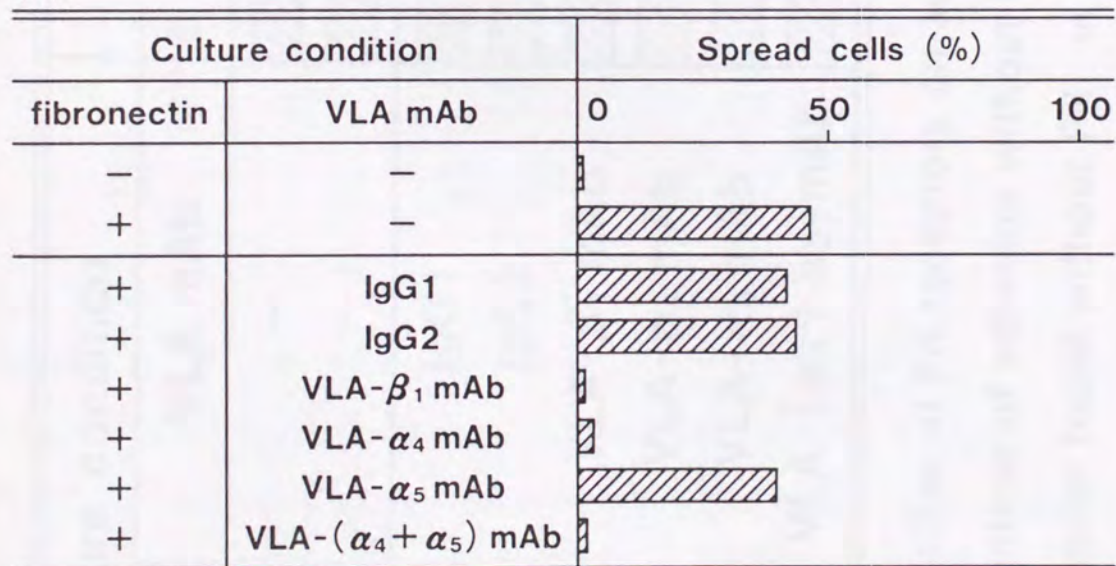 Culture condition Spread cells (%)
fibronectin VLA mAb 0 50 100
− −
+ −
+ IgG1
+ IgG2
+ VLA-β₁ mAb
+ VLA-α₄ mAb
+ VLA-α₅ mAb
+ VLA-(α₄+α₅) mAb